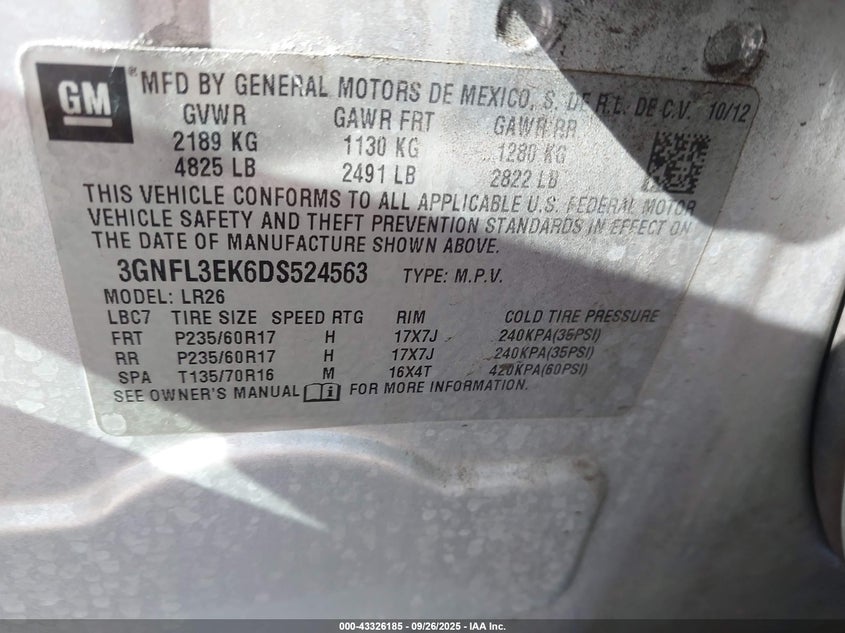 GM ® MFD BY GENERAL MOTORS DE MEXICO, S. DE R.L. DE C.V. 10/12
GVWR GAWR FRT GAWR RR
2189 KG 1130 KG 1280 KG
4825 LB 2491 LB 2822 LB
THIS VEHICLE CONFORMS TO ALL APPLICABLE U.S. FEDERAL MOTOR
VEHICLE SAFETY AND THEFT PREVENTION STANDARDS IN EFFECT ON
THE DATE OF MANUFACTURE SHOWN ABOVE.
3GNFL3EK6DS524563 TYPE: M.P.V.
MODEL: LR26
LBC7 TIRE SIZE SPEED RTG RIM COLD TIRE PRESSURE
FRT P235/60R17 H 17X7J 240KPA(35PSI)
RR P235/60R17 H 17X7J 240KPA(35PSI)
SPA T135/70R16 M 16X4T 420KPA(60PSI)
SEE OWNER'S MANUAL i FOR MORE INFORMATION.
000-43326185 - 09/26/2025 - IAA Inc.